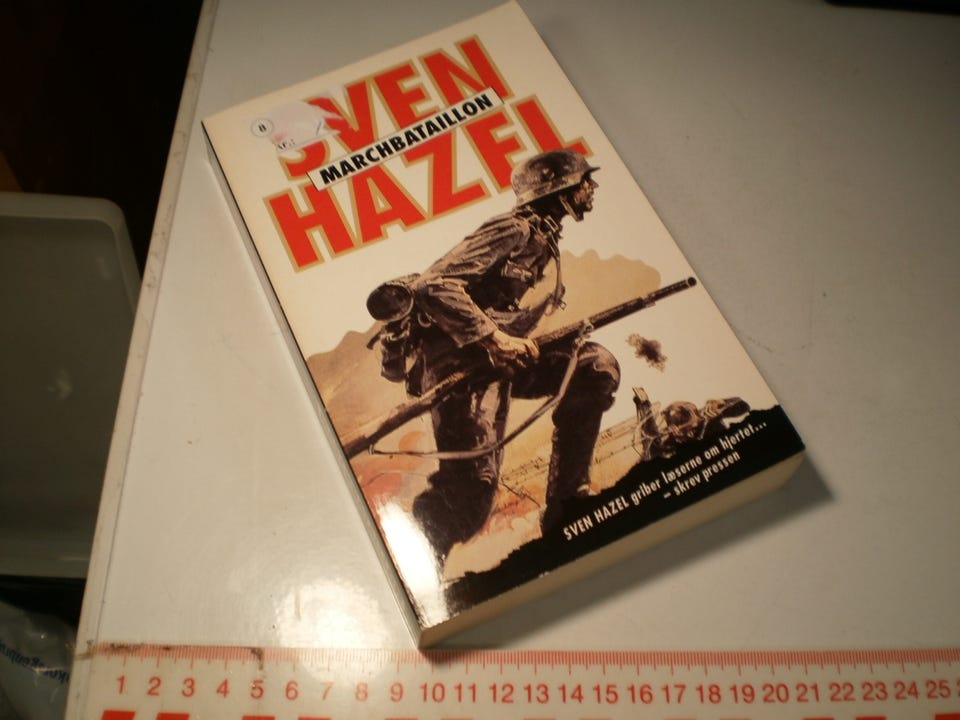 8
SVEN
MARCHBATAILLON
HAZEL
SVEN HAZEL griber læserne om hjertet...
– skrev pressen
1 2 3 4 5 6 7 8 9 10 11 12 13 14 15 16 17 18 19 20 21 22 23 24 25